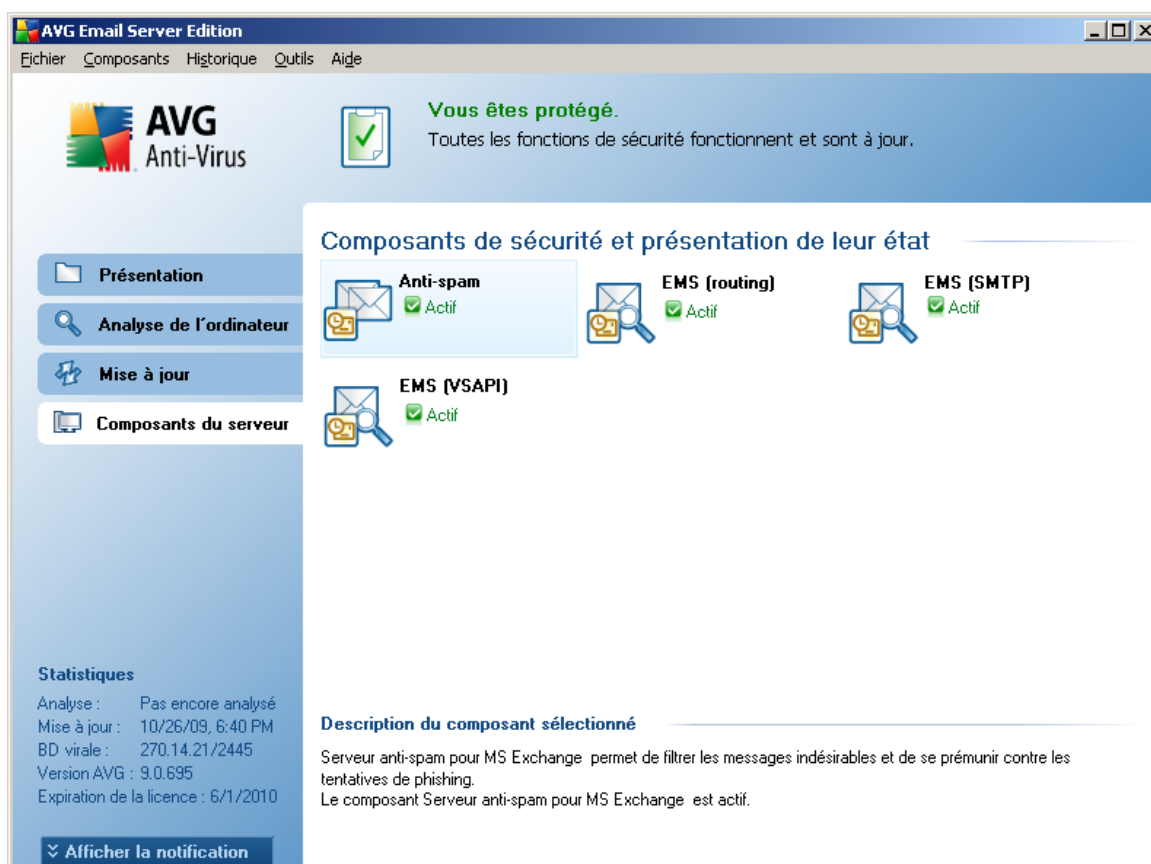 AVG Email Server Edition
Fichier Composants Historique Outils Aide
AVG
Anti-Virus
Vous êtes protégé.
Toutes les fonctions de sécurité fonctionnent et sont à jour.
Présentation
Analyse de l'ordinateur
Mise à jour
Composants du serveur
Composants de sécurité et présentation de leur état
Anti-spam
Actif
EMS (routing)
Actif
EMS (SMTP)
Actif
EMS (VSAPI)
Actif
Statistiques
Analyse : Pas encore analysé
Mise à jour : 10/26/09, 6:40 PM
BD virale : 270.14.21/2445
Version AVG : 9.0.695
Expiration de la licence : 6/1/2010
Afficher la notification
Description du composant sélectionné
Serveur anti-spam pour MS Exchange permet de filtrer les messages indésirables et de se prémunir contre les
tentatives de phishing.
Le composant Serveur anti-spam pour MS Exchange est actif.